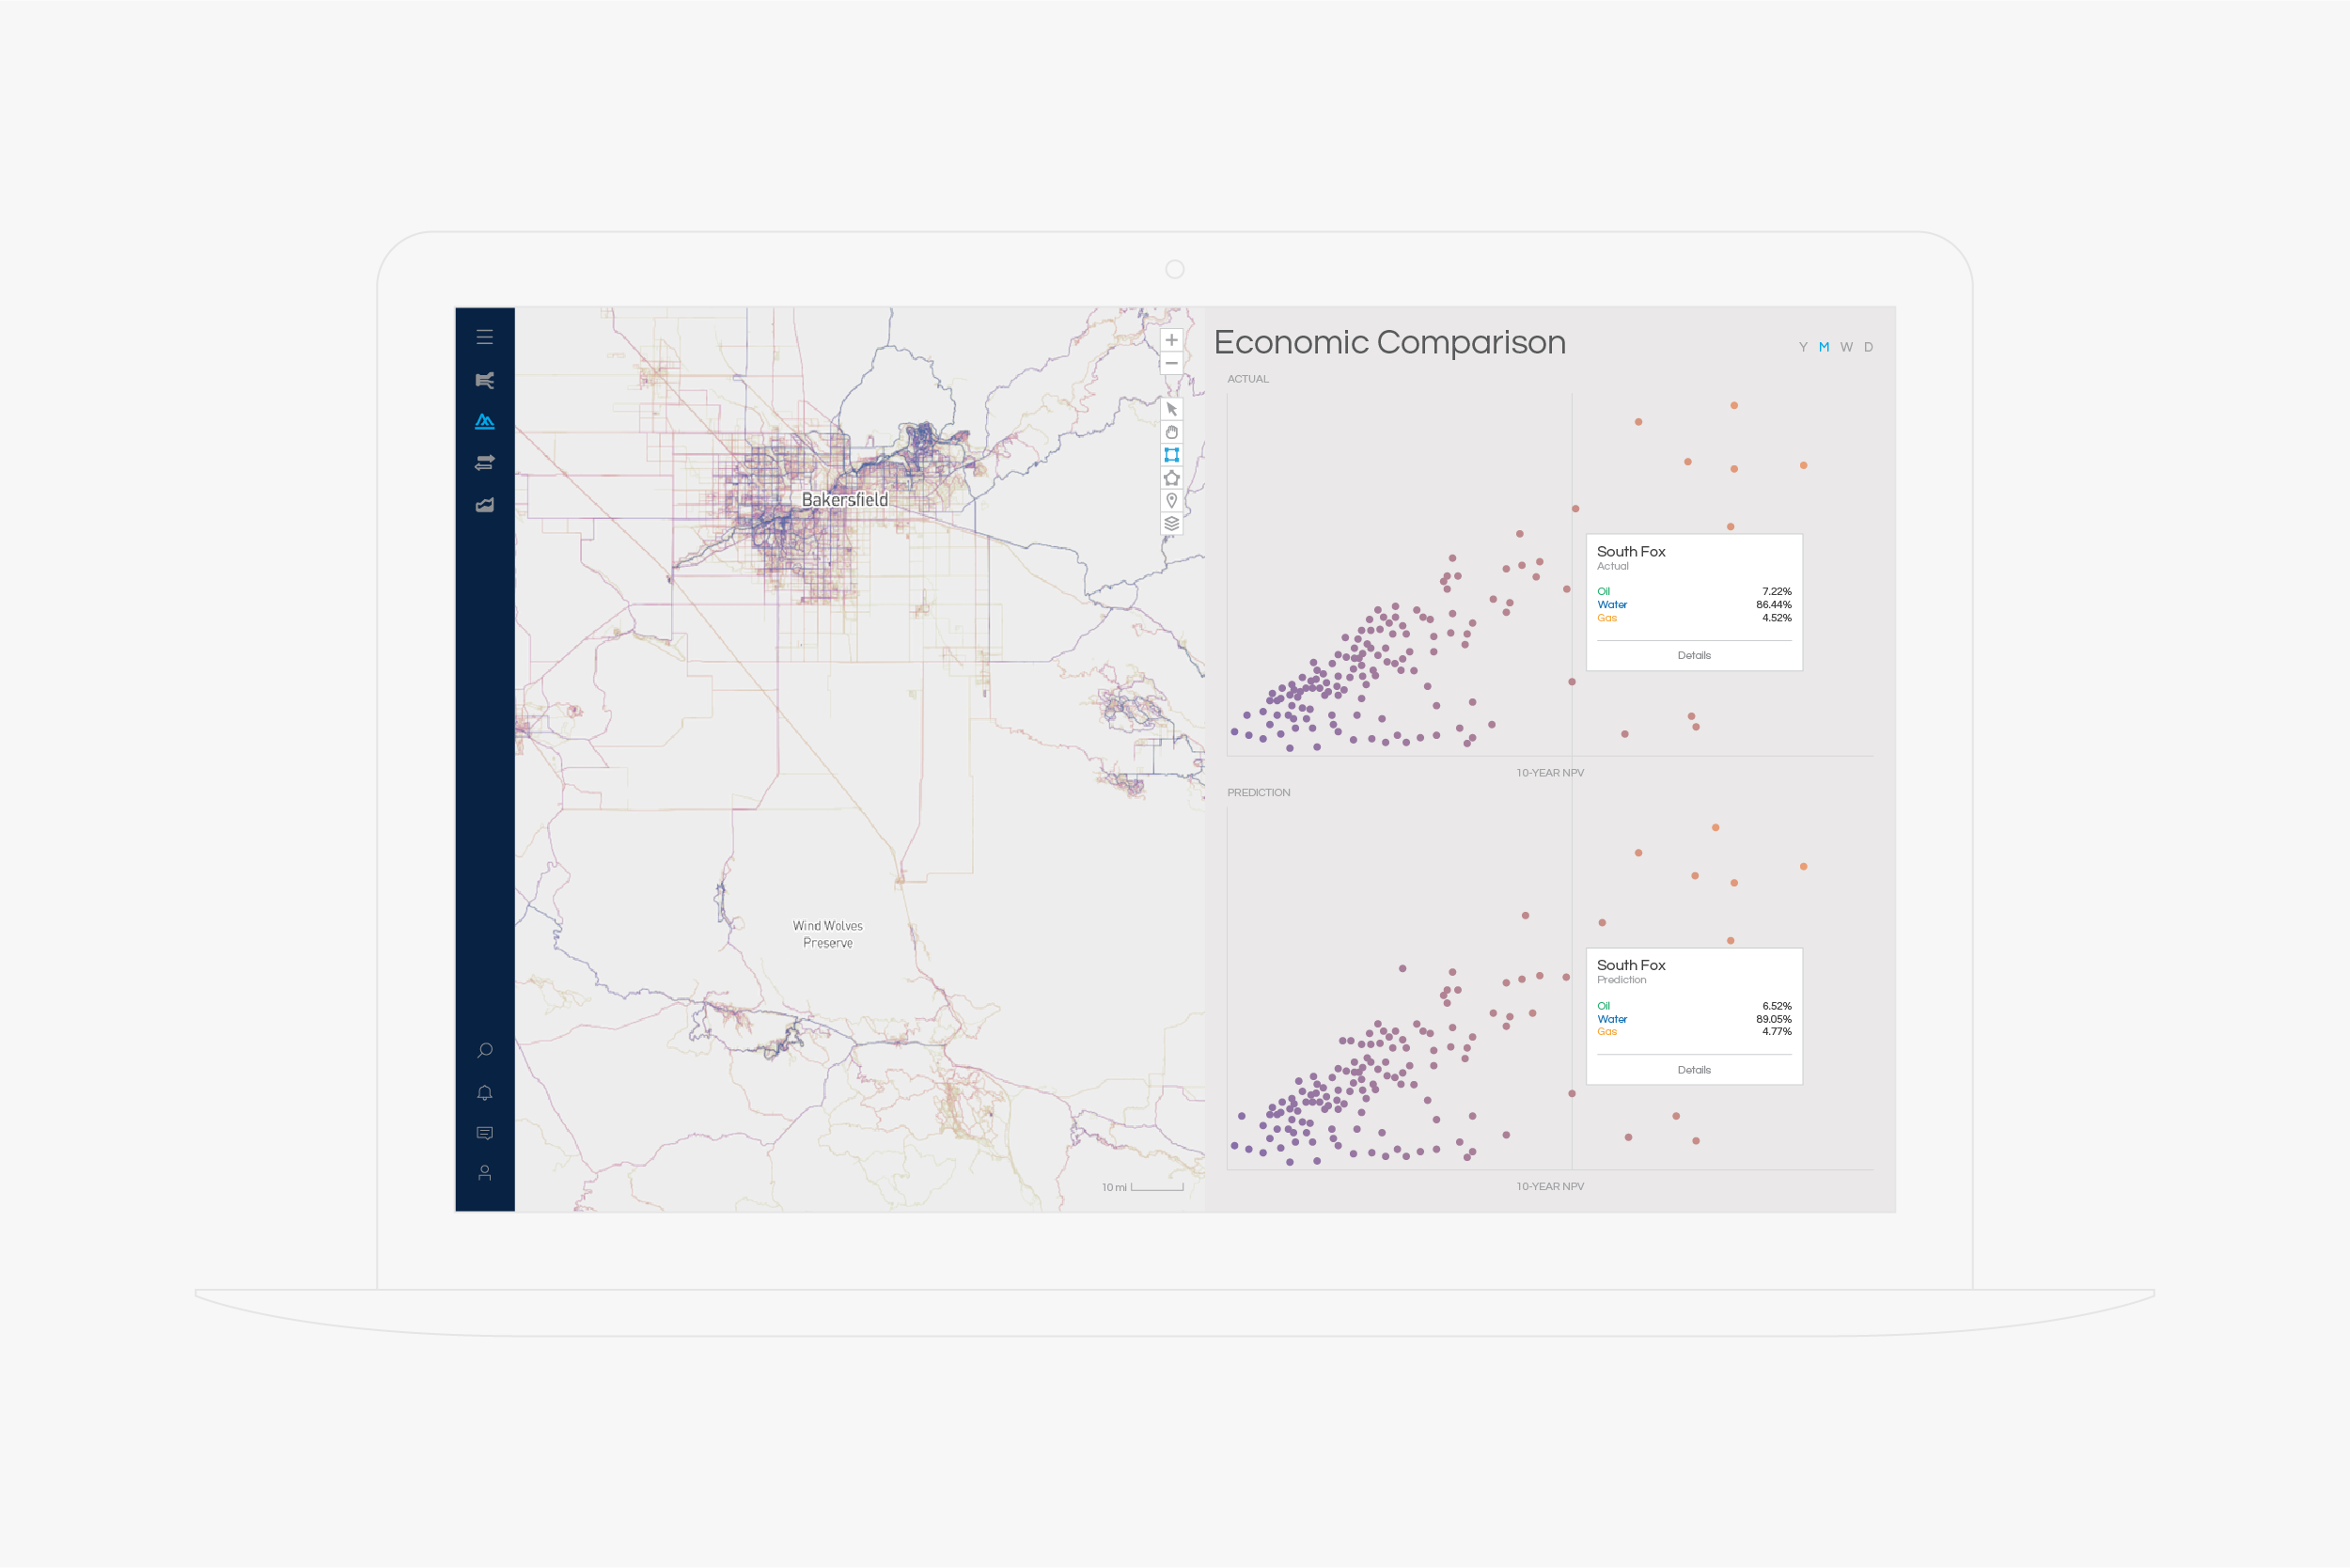 Bakersfield
Wind Wolves
Preserve
10 mi
Economic Comparison
Y M W D
ACTUAL
South Fox
Actual
Oil 7.22%
Water 86.44%
Gas 4.52%
Details
10-YEAR NPV
PREDICTION
South Fox
Prediction
Oil 6.52%
Water 89.05%
Gas 4.77%
Details
10-YEAR NPV